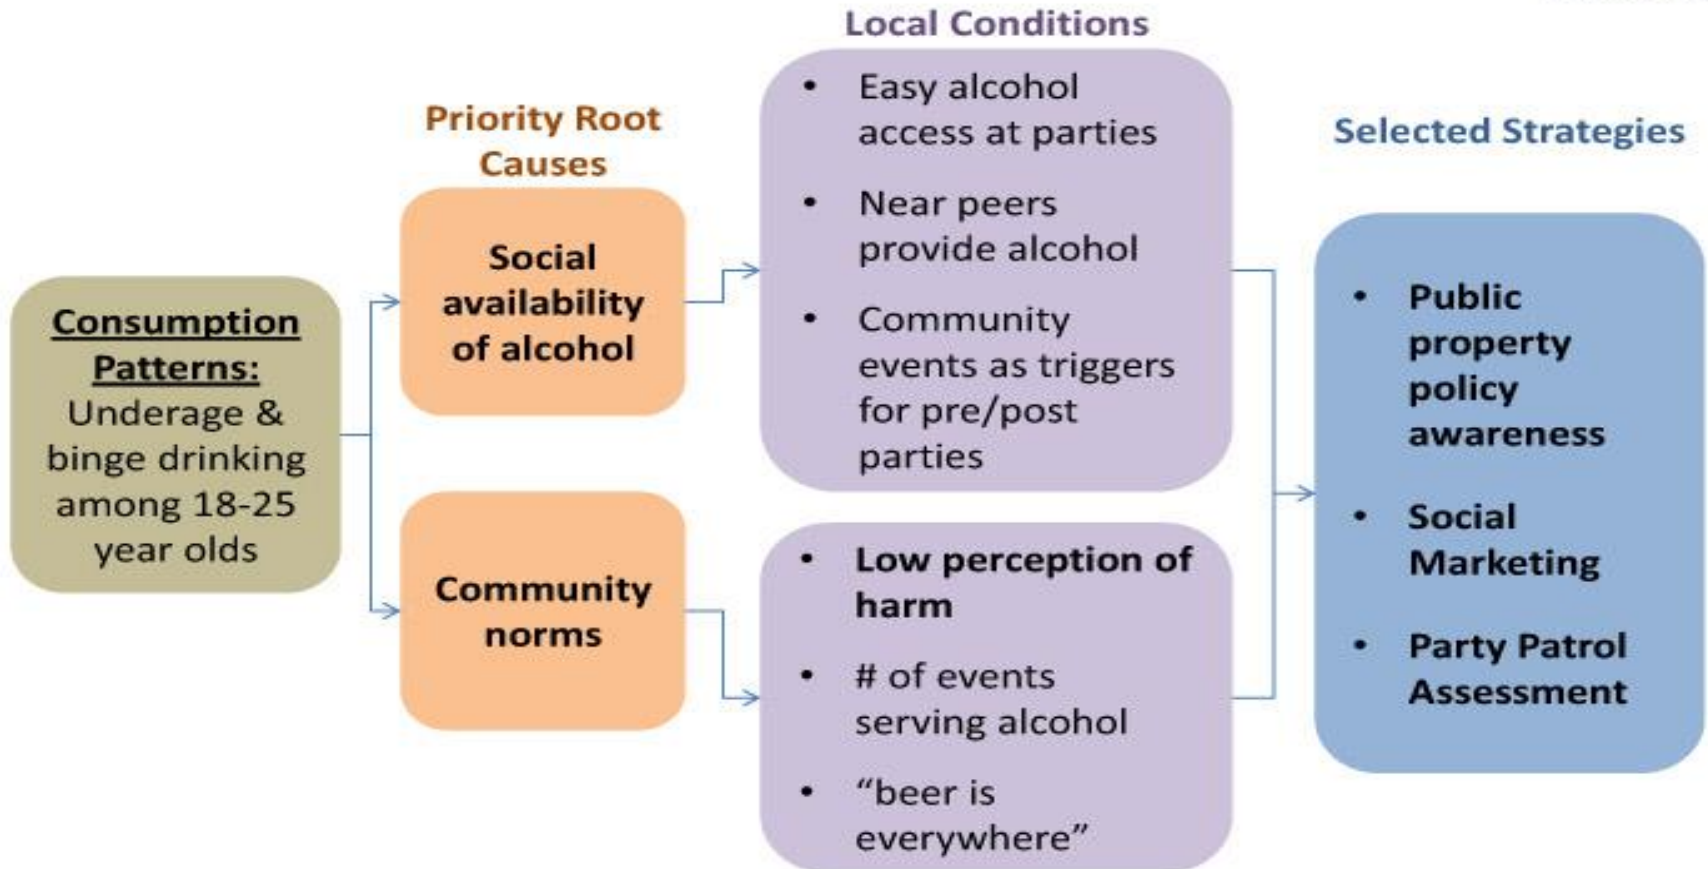 Consumption
Patterns:
Underage &
binge drinking
among 18-25
year olds
Priority Root
Causes
Social
availability
of alcohol
Community
norms
Local Conditions
• Easy alcohol
access at parties
• Near peers
provide alcohol
• Community
events as triggers
for pre/post
parties
• Low perception of
harm
• # of events
serving alcohol
• “beer is
everywhere”
Selected Strategies
• Public
property
policy
awareness
• Social
Marketing
• Party Patrol
Assessment